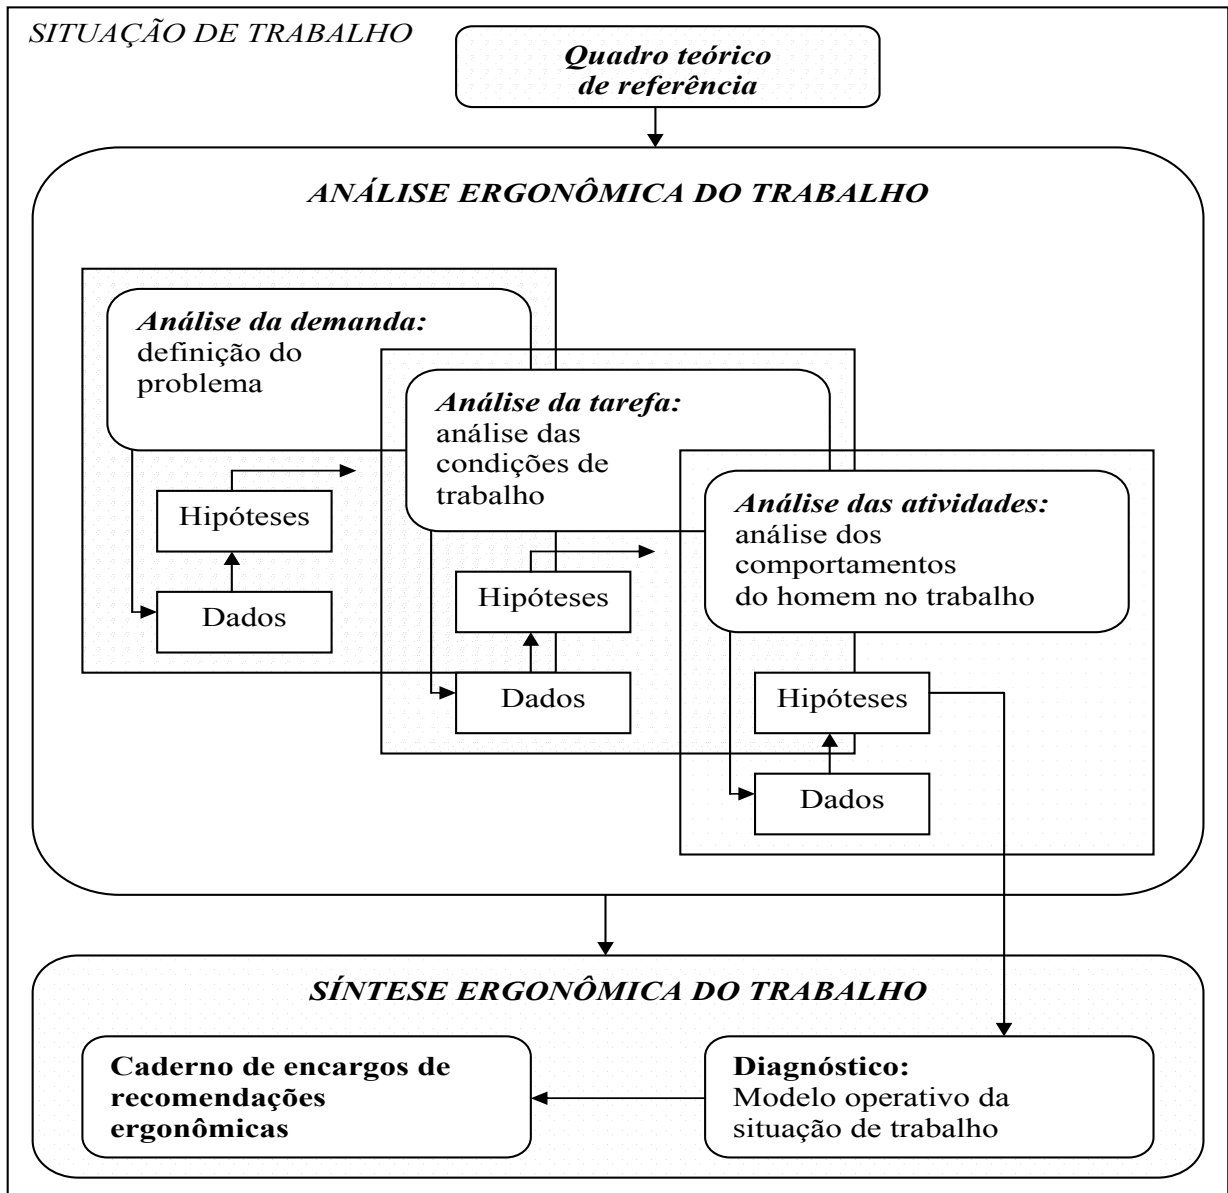 SITUAÇÃO DE TRABALHO
Quadro teórico
de referência
ANÁLISE ERGONÔMICA DO TRABALHO
Análise da demanda:
definição do
problema
Hipóteses
Dados
Análise da tarefa:
análise das
condições de
trabalho
Hipóteses
Dados
Análise das atividades:
análise dos
comportamentos
do homem no trabalho
Hipóteses
Dados
SÍNTESE ERGONÔMICA DO TRABALHO
Caderno de encargos de
recomendações
ergonômicas
Diagnóstico:
Modelo operativo da
situação de trabalho